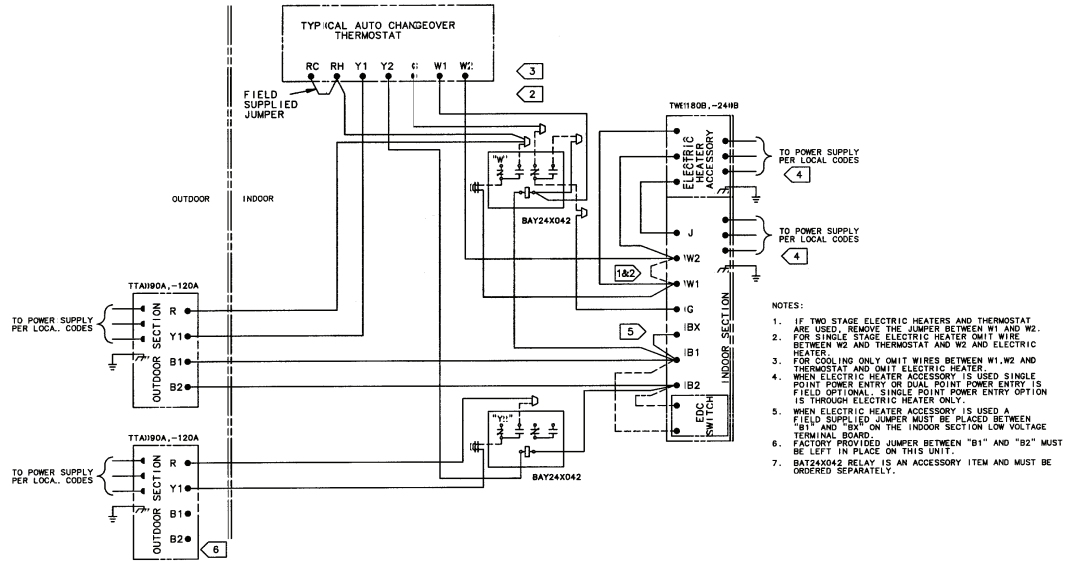 TYPICAL AUTO CHANGEOVER
THERMOSTAT
RC RH Y1 Y2 G W1 W2
3
2
FIELD
SUPPLIED
JUMPER
TWE1180B,-240B
ELECTRIC
HEATER
ACCESSORY
TO POWER SUPPLY
PER LOCAL CODES
4
"W"
BAY24X042
OUTDOOR
INDOOR
J
TO POWER SUPPLY
PER LOCAL CODES
4
W2
1&2
W1
G
5
BX
B1
B2
INDOOR SECTION
EDC
SWITCH
TTA090A,-120A
TO POWER SUPPLY
PER LOCAL CODES
OUTDOOR SECTION
R
Y1
B1
B2
"Y2"
BAY24X042
TTA090A,-120A
TO POWER SUPPLY
PER LOCAL CODES
OUTDOOR SECTION
R
Y1
B1
B2
6
NOTES:
1. IF TWO STAGE ELECTRIC HEATERS AND THERMOSTAT
ARE USED, REMOVE THE JUMPER BETWEEN W1 AND W2.
2. FOR SINGLE STAGE ELECTRIC HEATER OMIT WIRE
BETWEEN W2 AND THERMOSTAT AND W2 AND ELECTRIC
HEATER.
3. FOR COOLING ONLY OMIT WIRES BETWEEN W1,W2 AND
THERMOSTAT AND OMIT ELECTRIC HEATER.
4. WHEN ELECTRIC HEATER ACCESSORY IS USED SINGLE
POINT POWER ENTRY OR DUAL POINT POWER ENTRY IS
FIELD OPTIONAL. SINGLE POINT POWER ENTRY OPTION
IS THROUGH ELECTRIC HEATER ONLY.
5. WHEN ELECTRIC HEATER ACCESSORY IS USED A
FIELD SUPPLIED JUMPER MUST BE PLACED BETWEEN
"B1" AND "BX" ON THE INDOOR SECTION LOW VOLTAGE
TERMINAL BOARD.
6. FACTORY PROVIDED JUMPER BETWEEN "B1" AND "B2" MUST
BE LEFT IN PLACE ON THIS UNIT.
7. BAT24X042 RELAY IS AN ACCESSORY ITEM AND MUST BE
ORDERED SEPARATELY.